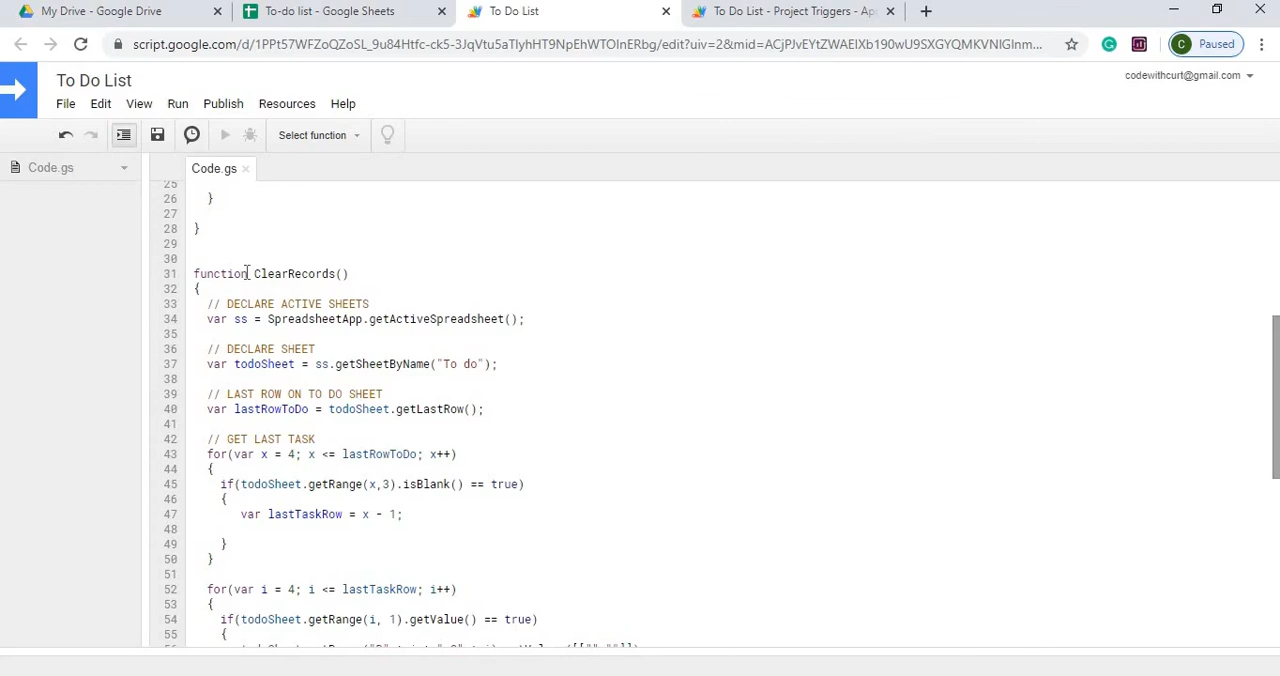 My Drive - Google Drive
To-do list - Google Sheets
To Do List
To Do List - Project Triggers - Ap
script.google.com/d/1PPt57WFZoQZoSL_9u84Htfc-ck5-3JqVtu5aTlyhHT9NpEhWTOlnERbg/edit?uiv=2&mid=ACjPJvEYtZWAElXb190wU9SXGYQMKVNlGlnm...
C Paused
To Do List
codewithcurt@gmail.com
File Edit View Run Publish Resources Help
Select function
Code.gs
Code.gs
25
26 }
27
28 }
29
30
31 function ClearRecords()
32 {
33 // DECLARE ACTIVE SHEETS
34 var ss = SpreadsheetApp.getActiveSpreadsheet();
35
36 // DECLARE SHEET
37 var todoSheet = ss.getSheetByName("To do");
38
39 // LAST ROW ON TO DO SHEET
40 var lastRowToDo = todoSheet.getLastRow();
41
42 // GET LAST TASK
43 for(var x = 4; x <= lastRowToDo; x++)
44 {
45 if(todoSheet.getRange(x,3).isBlank() == true)
46 {
47 var lastTaskRow = x - 1;
48
49 }
50 }
51
52 for(var i = 4; i <= lastTaskRow; i++)
53 {
54 if(todoSheet.getRange(i, 1).getValue() == true)
55 {